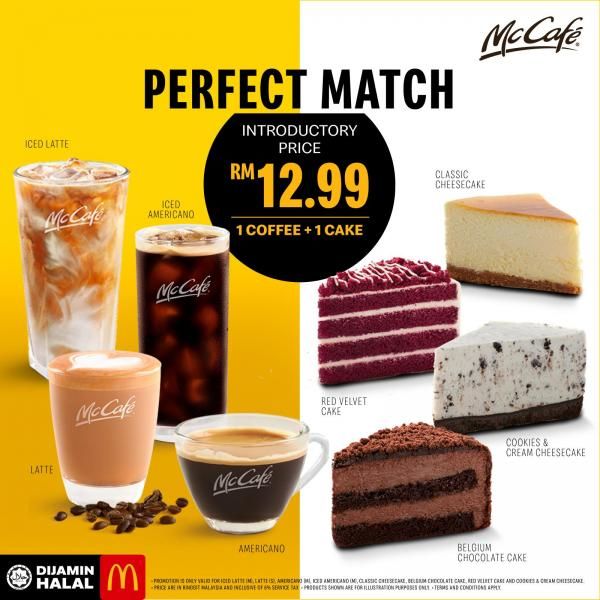 McCafé
PERFECT MATCH
INTRODUCTORY
PRICE
RM12.99
1 COFFEE + 1 CAKE
ICED LATTE
McCafé
ICED
AMERICANO
McCafé
LATTE
McCafé
McCafé
AMERICANO
CLASSIC
CHEESECAKE
RED VELVET
CAKE
COOKIES &
CREAM CHEESECAKE
BELGIUM
CHOCOLATE CAKE
DIJAMIN
HALAL
• PROMOTION IS ONLY VALID FOR ICED LATTE (M), LATTE (S), AMERICANO (M), ICED AMERICANO (M), CLASSIC CHEESECAKE, BELGIUM CHOCOLATE CAKE, RED VELVET CAKE AND COOKIES & CREAM CHEESECAKE.
• PRICE ARE IN RINGGIT MALAYSIA AND INCLUSIVE OF 6% SERVICE TAX • PRODUCTS SHOWN ARE FOR ILLUSTRATION PURPOSES ONLY • TERMS AND CONDITIONS APPLY.